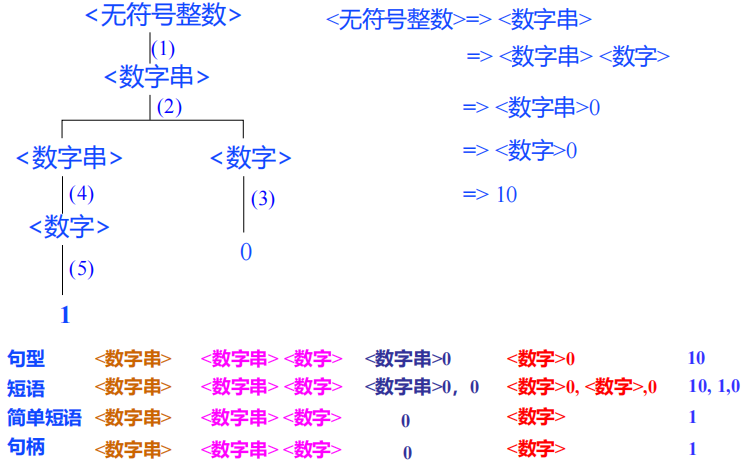 <无符号整数>
(1)
<数字串>
(2)
<数字串> <数字>
(4) (3)
<数字> 0
(5)
1
<无符号整数>=> <数字串>
=> <数字串> <数字>
=> <数字串>0
=> <数字>0
=> 10
句型 <数字串> <数字串> <数字> <数字串>0 <数字>0 10
短语 <数字串> <数字串> <数字> <数字串>0，0 <数字>0, <数字>,0 10, 1,0
简单短语 <数字串> <数字串> <数字> 0 <数字> 1
句柄 <数字串> <数字串> <数字> 0 <数字> 1